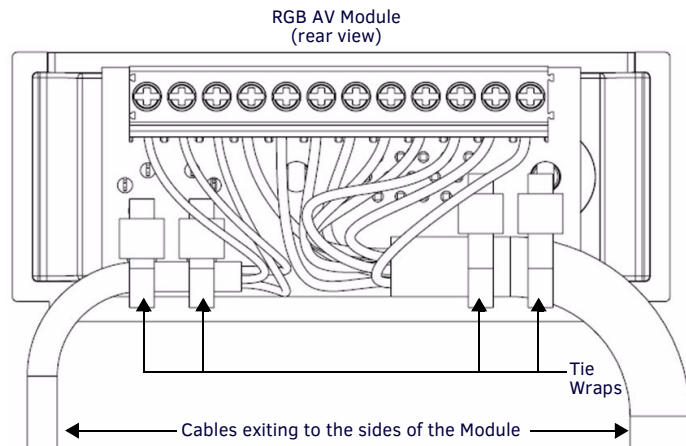 RGB AV Module
(rear view)
Tie
Wraps
Cables exiting to the sides of the Module